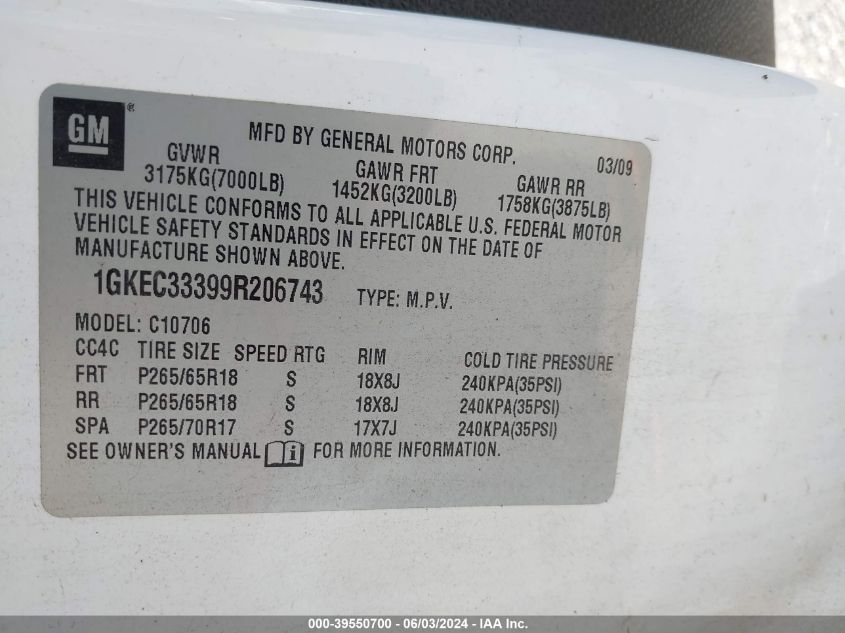 GM ®
MFD BY GENERAL MOTORS CORP. 03/09
GVWR GAWR FRT GAWR RR
3175KG(7000LB) 1452KG(3200LB) 1758KG(3875LB)
THIS VEHICLE CONFORMS TO ALL APPLICABLE U.S. FEDERAL MOTOR
VEHICLE SAFETY STANDARDS IN EFFECT ON THE DATE OF
MANUFACTURE SHOWN ABOVE.
1GKEC33399R206743 TYPE: M.P.V.
MODEL: C10706
CC4C TIRE SIZE SPEED RTG RIM COLD TIRE PRESSURE
FRT P265/65R18 S 18X8J 240KPA(35PSI)
RR P265/65R18 S 18X8J 240KPA(35PSI)
SPA P265/70R17 S 17X7J 240KPA(35PSI)
SEE OWNER'S MANUAL i FOR MORE INFORMATION.
000-39550700 - 06/03/2024 - IAA Inc.